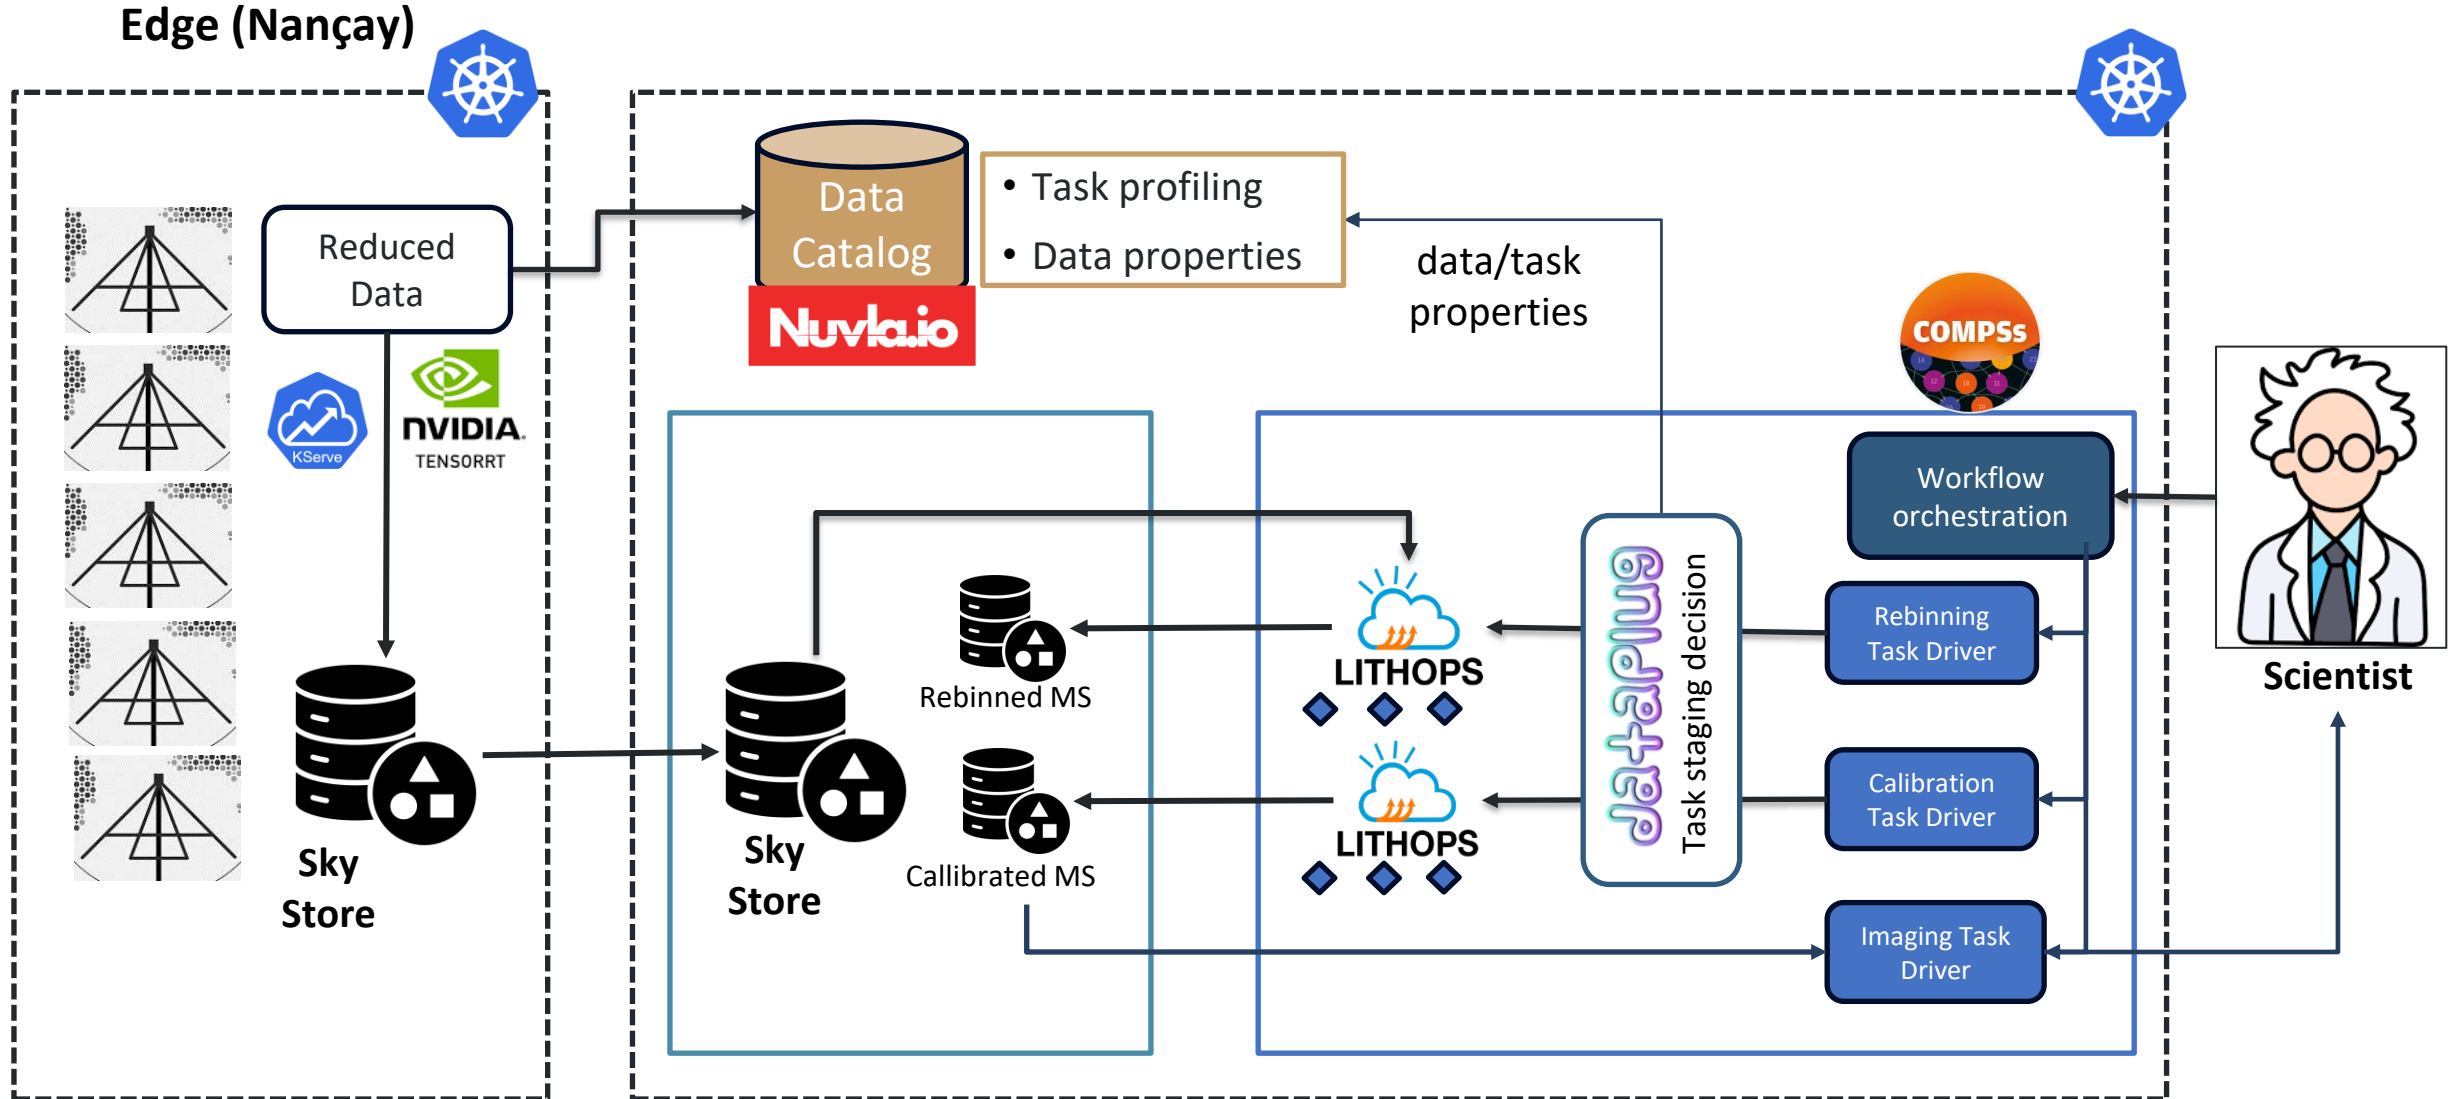 Edge (Nançay)
Reduced
Data
KServe
NVIDIA.
TENSORRT
Sky
Store
Data
Catalog
Nuvla.io
• Task profiling
• Data properties
data/task
properties
COMPSs
Workflow
orchestration
Scientist
Sky
Store
Rebinned MS
Callibrated MS
LITHOPS
LITHOPS
dataplug
Task staging decision
Rebinning
Task Driver
Calibration
Task Driver
Imaging Task
Driver